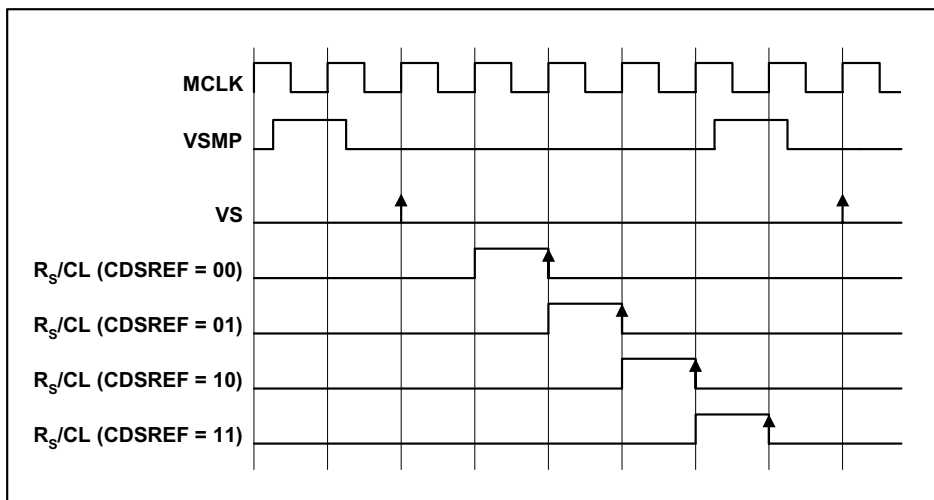 MCLK
VSMP
VS
RS/CL (CDSREF = 00)
RS/CL (CDSREF = 01)
RS/CL (CDSREF = 10)
RS/CL (CDSREF = 11)